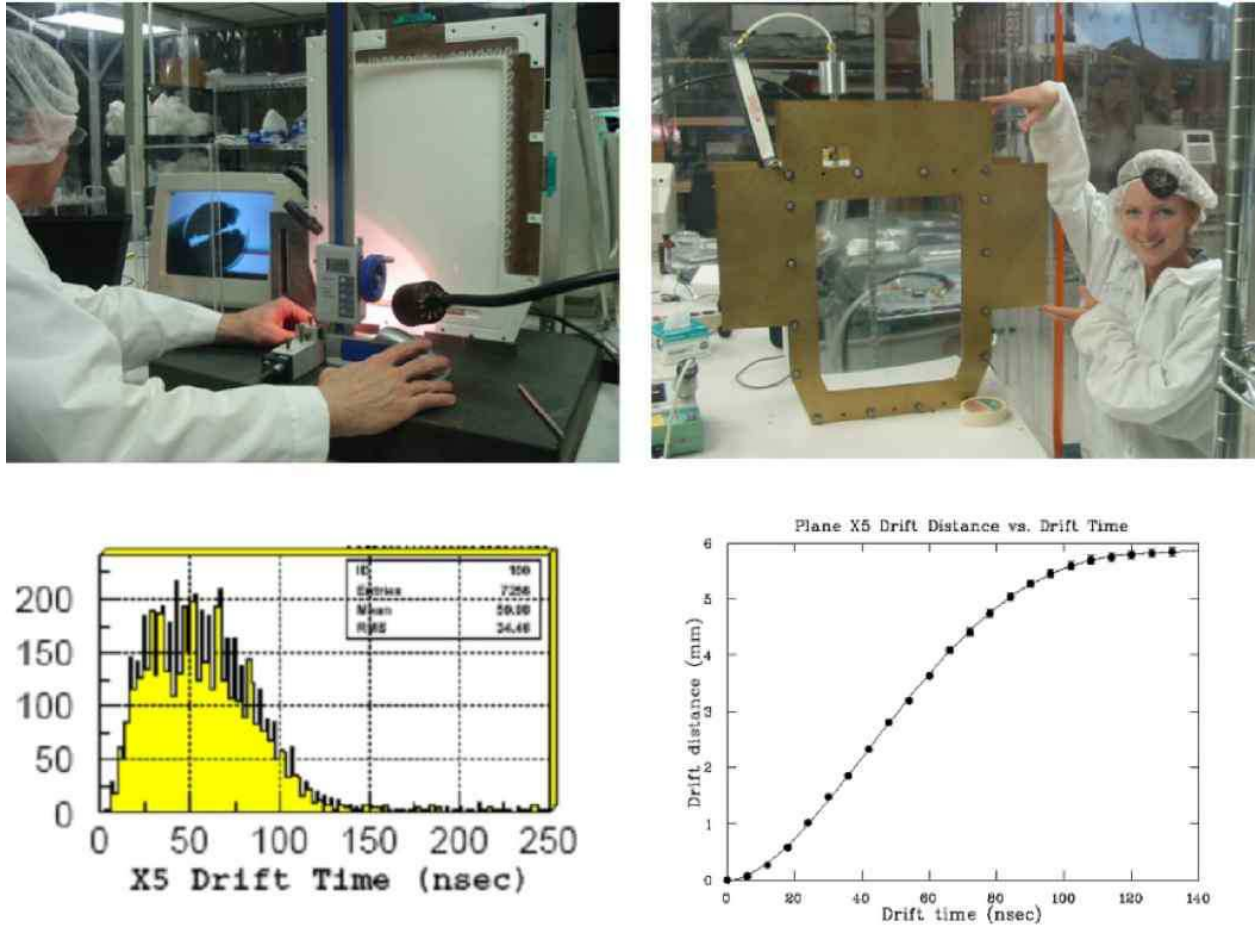 ID 100
Entries 7256
Mean
RMS
200
150
100
50
0
0 50 100 150 200 250
X5 Drift Time (nsec)
Plane X5 Drift Distance vs. Drift Time
6
5
4
3
2
1
0
Drift distance (mm)
0 20 40 60 80 100 120 140
Drift time (nsec)